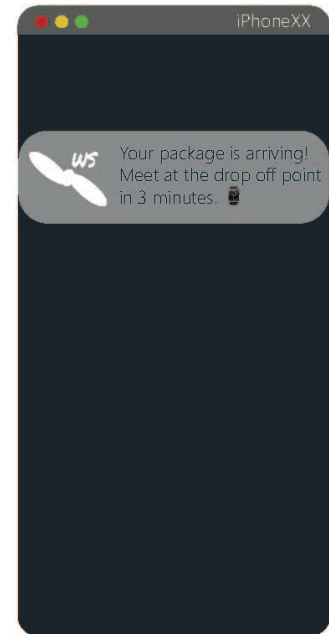 iPhoneXX
WS
Your package is arriving!
Meet at the drop off point
in 3 minutes.